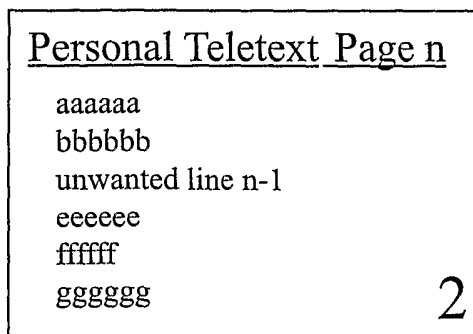 Personal Teletext Page n
aaaaaa
bbbbbb
unwanted line n-1
eeeeee
ffffff
gggggg
2